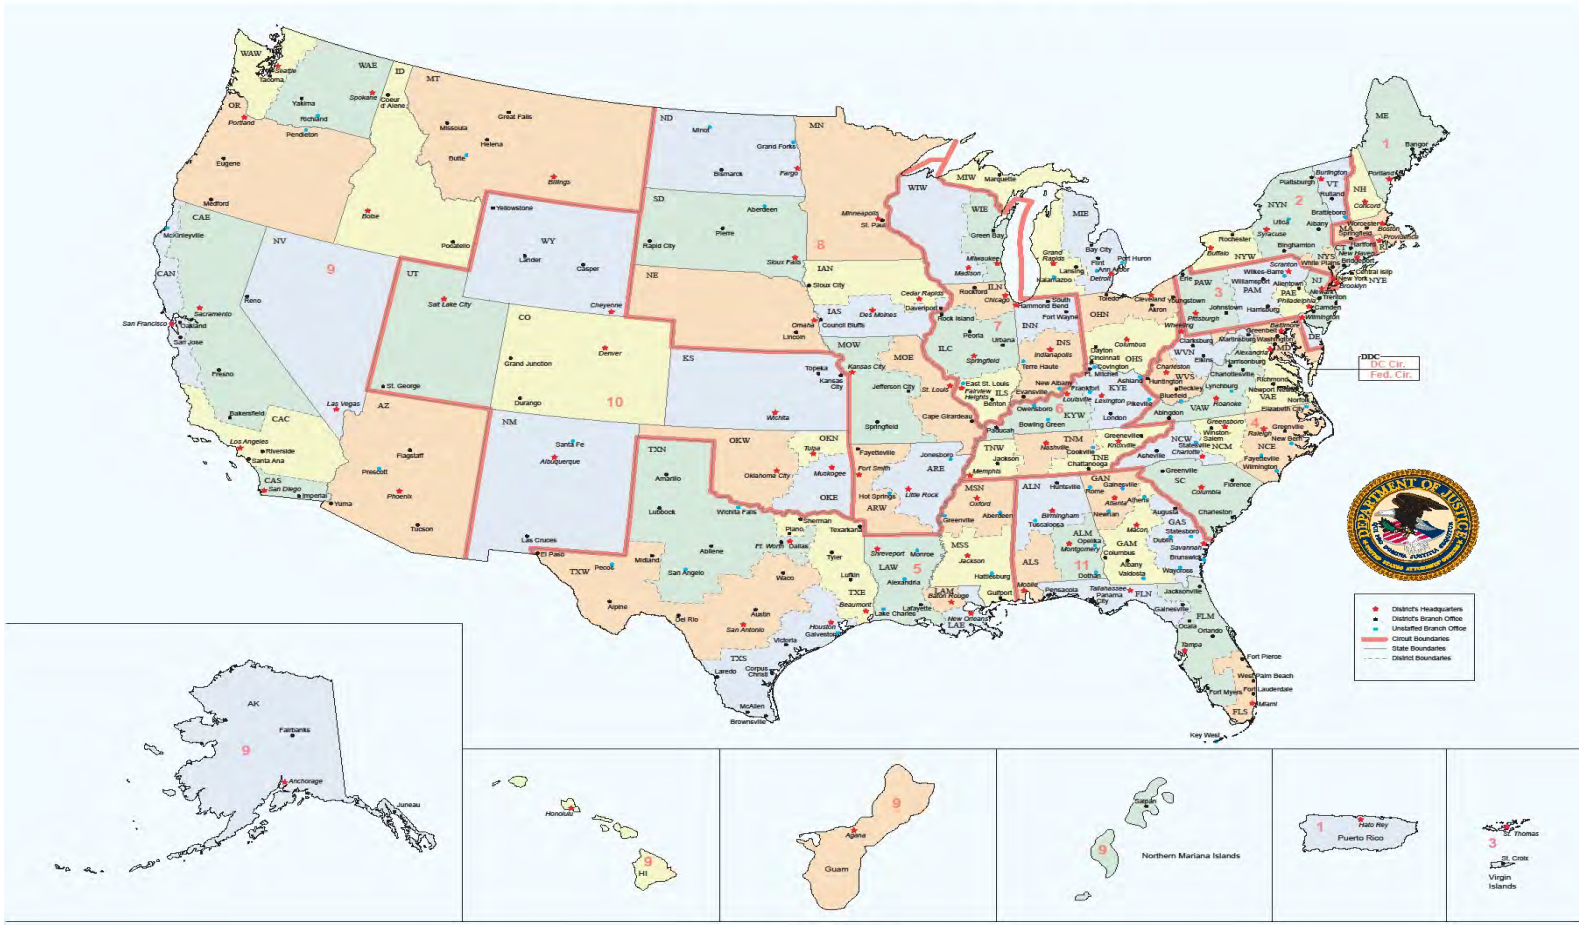 WAW
Seattle
Tacoma
WAE
Spokane
Yakima
Richland
ID
Coeur
d' Alene
MT
Great Falls
Missoula
Helena
Butte
Billings
OR
Portland
Pendleton
Eugene
Medford
Boise
Pocatello
ND
Minot
Grand Forks
Bismarck
Fargo
MN
Minneapolis
St. Paul
8
SD
Aberdeen
Pierre
Rapid City
Sioux Falls
WY
Yellowstone
Lander
Casper
Cheyenne
NE
Omaha
Lincoln
IAN
Sioux City
Cedar Rapids
IAS
Des Moines
Davenport
Council Bluffs
CAE
McKinleyville
CAN
Sacramento
San Francisco
Oakland
San Jose
Fresno
Bakersfield
CAC
Los Angeles
Riverside
Santa Ana
CAS
San Diego
Imperial
NV
9
Reno
Las Vegas
UT
Salt Lake City
St. George
CO
Denver
Grand Junction
Durango
10
KS
Topeka
Kansas
City
Wichita
AZ
Flagstaff
Prescott
Phoenix
Yuma
Tucson
NM
Santa Fe
Albuquerque
Las Cruces
OKW
Oklahoma City
OKN
Tulsa
Muskogee
OKE
TXN
Amarillo
Lubbock
Wichita Falls
Abilene
San Angelo
Ft. Worth
Dallas
Sherman
Plano
TXW
El Paso
Pecos
Midland
Alpine
Del Rio
Waco
Austin
San Antonio
TXE
Texarkana
Tyler
Lufkin
Beaumont
TXS
Houston
Galveston
Victoria
Laredo
Corpus
Christi
McAllen
Brownsville
MOW
Kansas City
MOE
St. Louis
Jefferson City
Springfield
Cape Girardeau
ARW
Fayetteville
Fort Smith
Hot Springs
ARE
Jonesboro
Little Rock
LAW
Shreveport
Monroe
Alexandria
5
Lafayette
Lake Charles
LAM
Baton Rouge
LAE
New Orleans
MSN
Oxford
Aberdeen
Greenville
MSS
Jackson
Hattiesburg
Gulfport
WIW
Madison
WIE
Green Bay
Milwaukee
MIW
Marquette
Grand
Rapids
Lansing
Kalamazoo
MIE
Bay City
Flint
Port Huron
Ann Arbor
Detroit
ILN
Rockford
Chicago
Rock Island
ILC
Peoria
Urbana
Springfield
7
ILS
East St. Louis
Fairview
Heights
Benton
INN
South
Bend
Hammond
Fort Wayne
INS
Indianapolis
Terre Haute
New Albany
Evansville
OHN
Toledo
Cleveland
Akron
Youngstown
OHS
Columbus
Dayton
Cincinnati
KYE
Covington
Ft. Mitchell
Ashland
Frankfort
Lexington
Pikeville
London
KYW
Louisville
Owensboro
Bowling Green
Paducah
6
TNW
Jackson
Memphis
TNM
Nashville
Cookville
TNE
Greeneville
Knoxville
Chattanooga
ALN
Huntsville
Birmingham
Tuscaloosa
ALM
Opelika
Montgomery
Dothan
11
ALS
Mobile
GAN
Gainesville
Rome
Atlanta
Newnan
GAM
Athens
Macon
Columbus
Albany
Valdosta
GAS
Augusta
Statesboro
Dublin
Savannah
Brunswick
Waycross
FLN
Pensacola
Tallahassee
Panama
City
Gainesville
FLM
Jacksonville
Ocala
Orlando
Tampa
Fort Myers
FLS
Fort Pierce
West Palm Beach
Fort Lauderdale
Miami
Key West
SC
Greenville
Columbia
Florence
Charleston
NCW
Asheville
Statesville
Charlotte
NCM
Greensboro
Winston-
Salem
NCE
Raleigh
Greenville
New Bern
Fayetteville
Wilmington
Elizabeth City
4
VAW
Abingdon
Roanoke
Lynchburg
Charlottesville
Harrisonburg
VAE
Alexandria
Richmond
Newport News
Norfolk
WVN
Wheeling
Clarksburg
Elkins
Martinsburg
WVS
Charleston
Huntington
Beckley
Bluefield
MD
Baltimore
Greenbelt
Washington
DE
Wilmington
PAW
Erie
Pittsburgh
Johnstown
3
PAM
Scranton
Wilkes-Barre
Williamsport
Harrisburg
PAE
Allentown
Philadelphia
NJ
Newark
Trenton
Camden
NYW
Rochester
Buffalo
NYN
Plattsburgh
Utica
Syracuse
Albany
Binghamton
2
NYS
White Plains
NYE
Central Islip
Brooklyn
VT
Burlington
Rutland
Brattleboro
NH
Concord
ME
1
Bangor
Portland
MA
Worcester
Boston
Springfield
CT
Hartford
New Haven
Bridgeport
RI
Providence
DDC
DC Cir.
Fed. Cir.
DEPARTMENT OF JUSTICE
QUI PRO DOMINA JUSTITIA SEQUITUR
District's Headquarters
District's Branch Office
Unstaffed Branch Office
Circuit Boundaries
State Boundaries
District Boundaries
AK
Fairbanks
9
Anchorage
Juneau
Honolulu
9
HI
9
Agana
Guam
Saipan
9
Northern Mariana Islands
1
Hato Rey
Puerto Rico
St. Thomas
3
St. Croix
Virgin
Islands